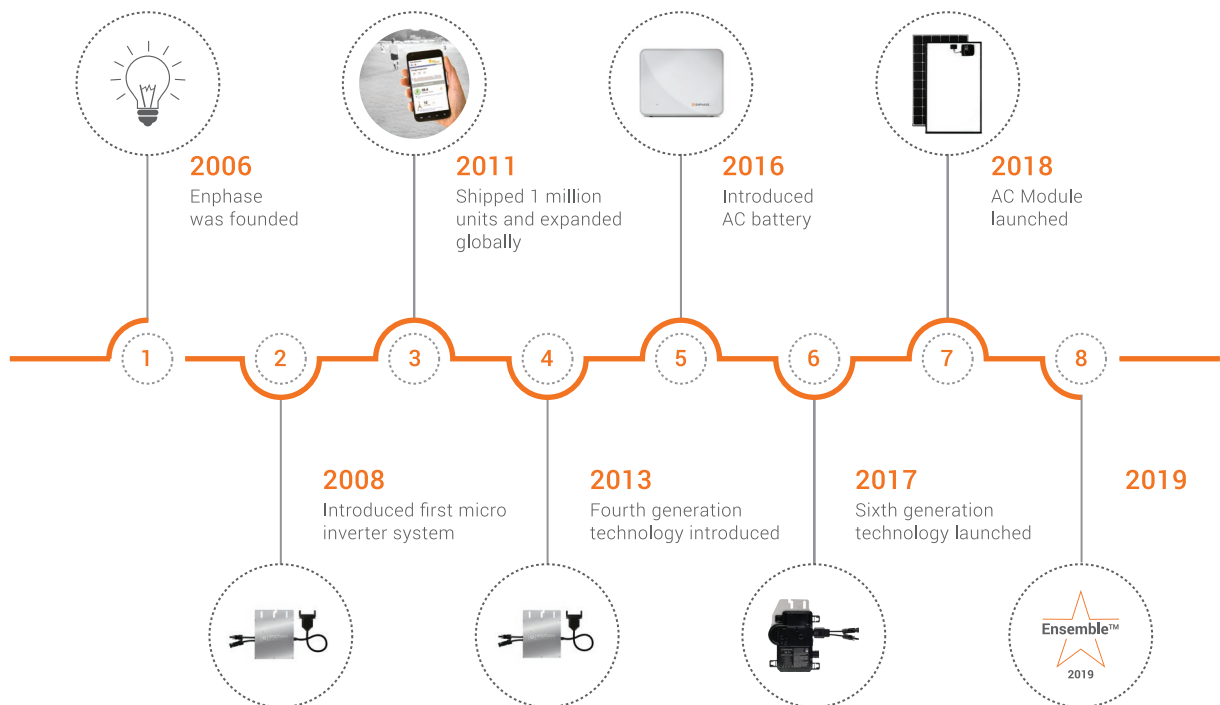 2006
Enphase
was founded
2011
Shipped 1 million
units and expanded
globally
2016
Introduced
AC battery
ENPHASE
2018
AC Module
launched
1
2
3
4
5
6
7
8
2008
Introduced first micro
inverter system
2013
Fourth generation
technology introduced
2017
Sixth generation
technology launched
2019
Ensemble™
2019